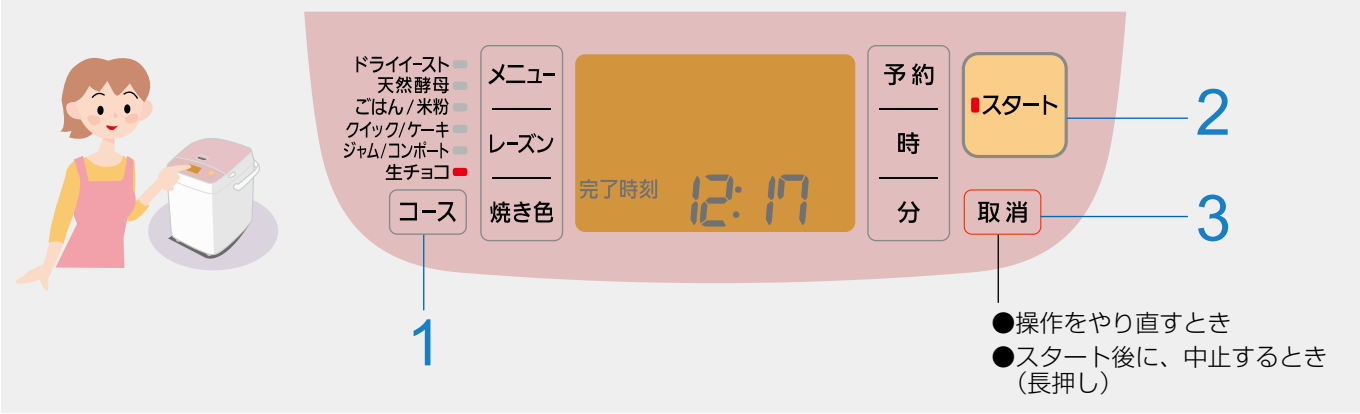 ドライイースト
天然酵母
ごはん/米粉
クイック/ケーキ
ジャム/コンポート
生チョコ
コース
メニュー
レーズン
焼き色
完了時刻 12:17
予約
時
分
スタート
取消
1
2
3
●操作をやり直すとき
●スタート後に、中止するとき
（長押し）